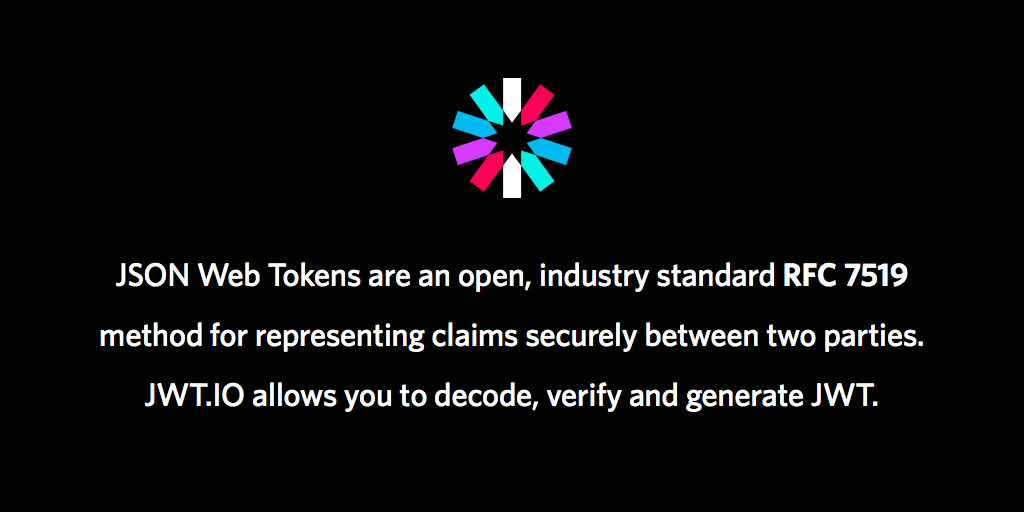 JSON Web Tokens are an open, industry standard RFC 7519
method for representing claims securely between two parties.
JWT.IO allows you to decode, verify and generate JWT.